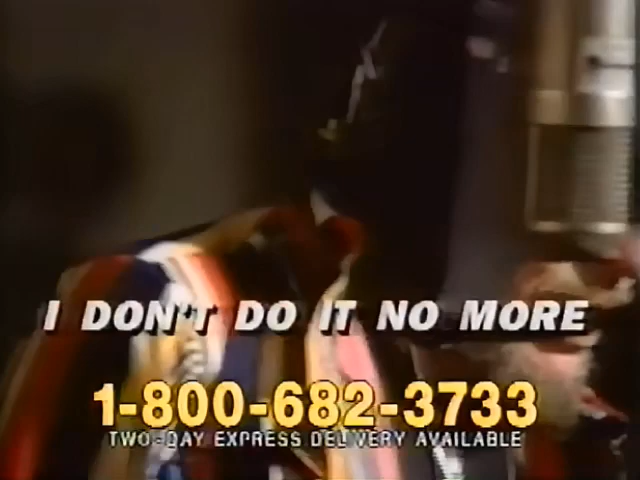 I DON'T DO IT NO MORE
1-800-682-3733
TWO-DAY EXPRESS DELIVERY AVAILABLE